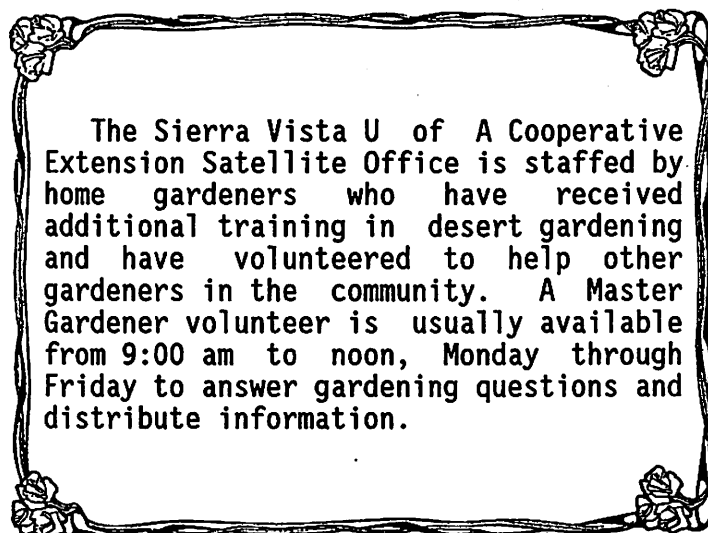 The Sierra Vista U of A Cooperative
Extension Satellite Office is staffed by
home gardeners who have received
additional training in desert gardening
and have volunteered to help other
gardeners in the community. A Master
Gardener volunteer is usually available
from 9:00 am to noon, Monday through
Friday to answer gardening questions and
distribute information.